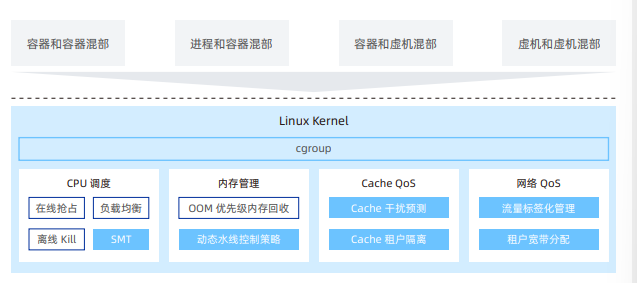 容器和容器混部
进程和容器混部
容器和虚机混部
虚机和虚机混部
Linux Kernel
cgroup
CPU 调度
在线抢占
负载均衡
离线 Kill
SMT
内存管理
OOM 优先级内存回收
动态水线控制策略
Cache QoS
Cache 干扰预测
Cache 租户隔离
网络 QoS
流量标签化管理
租户宽带分配